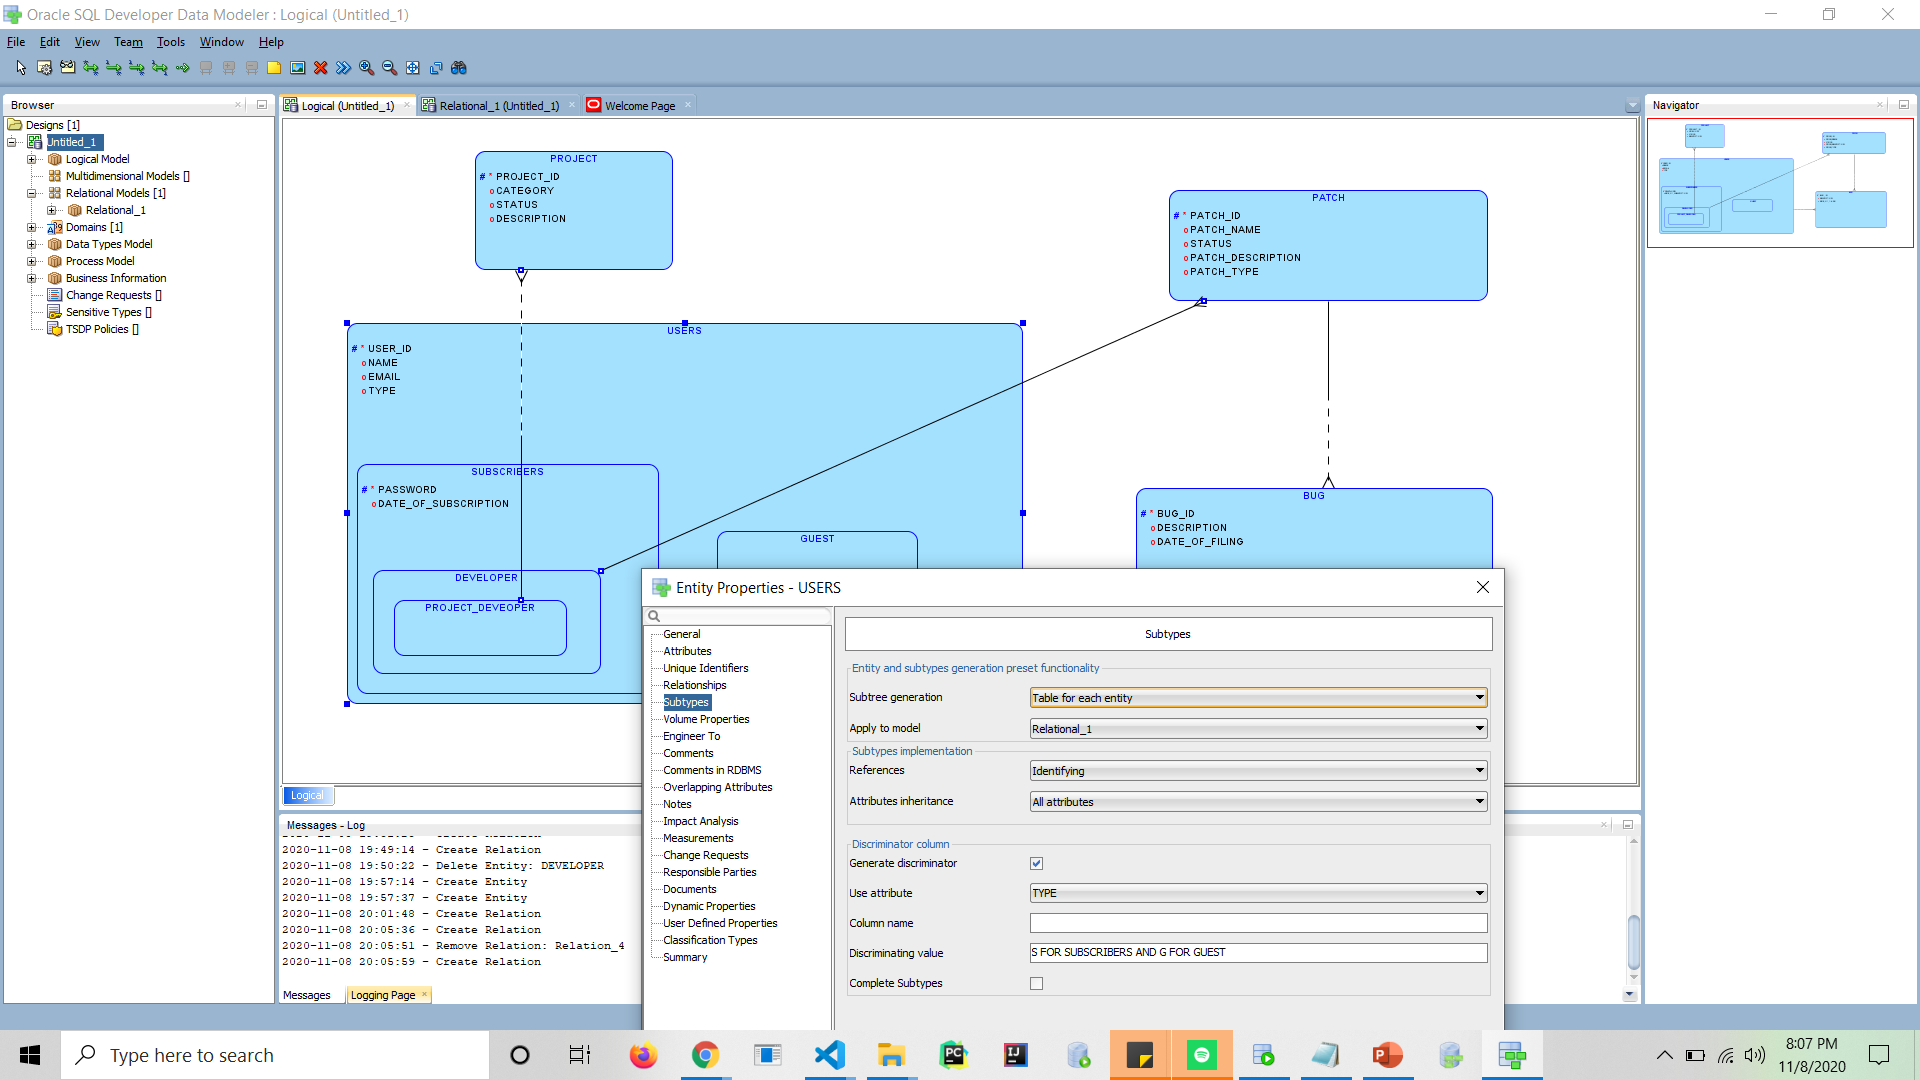 Oracle SQL Developer Data Modeler : Logical (Untitled_1)
File Edit View Team Tools Window Help
Browser
Designs [1]
Untitled_1
Logical Model
Multidimensional Models []
Relational Models [1]
Relational_1
Domains [1]
Data Types Model
Process Model
Business Information
Change Requests []
Sensitive Types []
TSDP Policies []
Logical (Untitled_1)
Relational_1 (Untitled_1)
Welcome Page
PROJECT
# * PROJECT_ID
o CATEGORY
o STATUS
o DESCRIPTION
PATCH
# * PATCH_ID
o PATCH_NAME
o STATUS
o PATCH_DESCRIPTION
o PATCH_TYPE
USERS
# * USER_ID
o NAME
o EMAIL
o TYPE
SUBSCRIBERS
# * PASSWORD
o DATE_OF_SUBSCRIPTION
DEVELOPER
PROJECT_DEVEOPER
GUEST
BUG
# * BUG_ID
o DESCRIPTION
o DATE_OF_FILING
Logical
Navigator
Messages - Log
2020-11-08 19:49:14 - Create Relation
2020-11-08 19:50:22 - Delete Entity: DEVELOPER
2020-11-08 19:57:14 - Create Entity
2020-11-08 19:57:37 - Create Entity
2020-11-08 20:01:48 - Create Relation
2020-11-08 20:05:36 - Create Relation
2020-11-08 20:05:51 - Remove Relation: Relation_4
2020-11-08 20:05:59 - Create Relation
Messages
Logging Page
Entity Properties - USERS
General
Attributes
Unique Identifiers
Relationships
Subtypes
Volume Properties
Engineer To
Comments
Comments in RDBMS
Overlapping Attributes
Notes
Impact Analysis
Measurements
Change Requests
Responsible Parties
Documents
Dynamic Properties
User Defined Properties
Classification Types
Summary
Subtypes
Entity and subtypes generation preset functionality
Subtree generation Table for each entity
Apply to model Relational_1
Subtypes implementation
References Identifying
Attributes inheritance All attributes
Discriminator column
Generate discriminator
Use attribute TYPE
Column name
Discriminating value S FOR SUBSCRIBERS AND G FOR GUEST
Complete Subtypes
Type here to search
PC
IJ
P
8:07 PM
11/8/2020